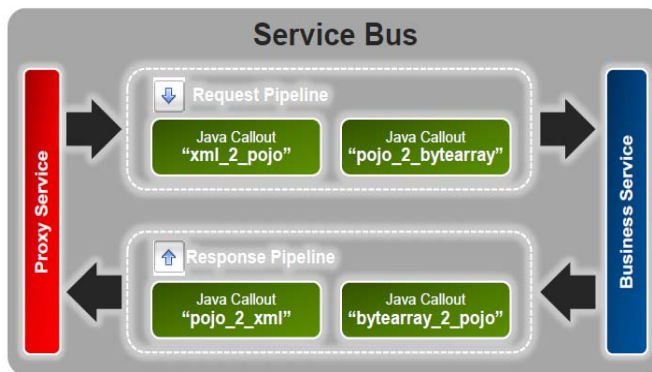 Service Bus
Proxy Service
Request Pipeline
Java Callout
“xml_2_pojo”
Java Callout
“pojo_2_bytearray”
Response Pipeline
Java Callout
“pojo_2_xml”
Java Callout
“bytearray_2_pojo”
Business Service